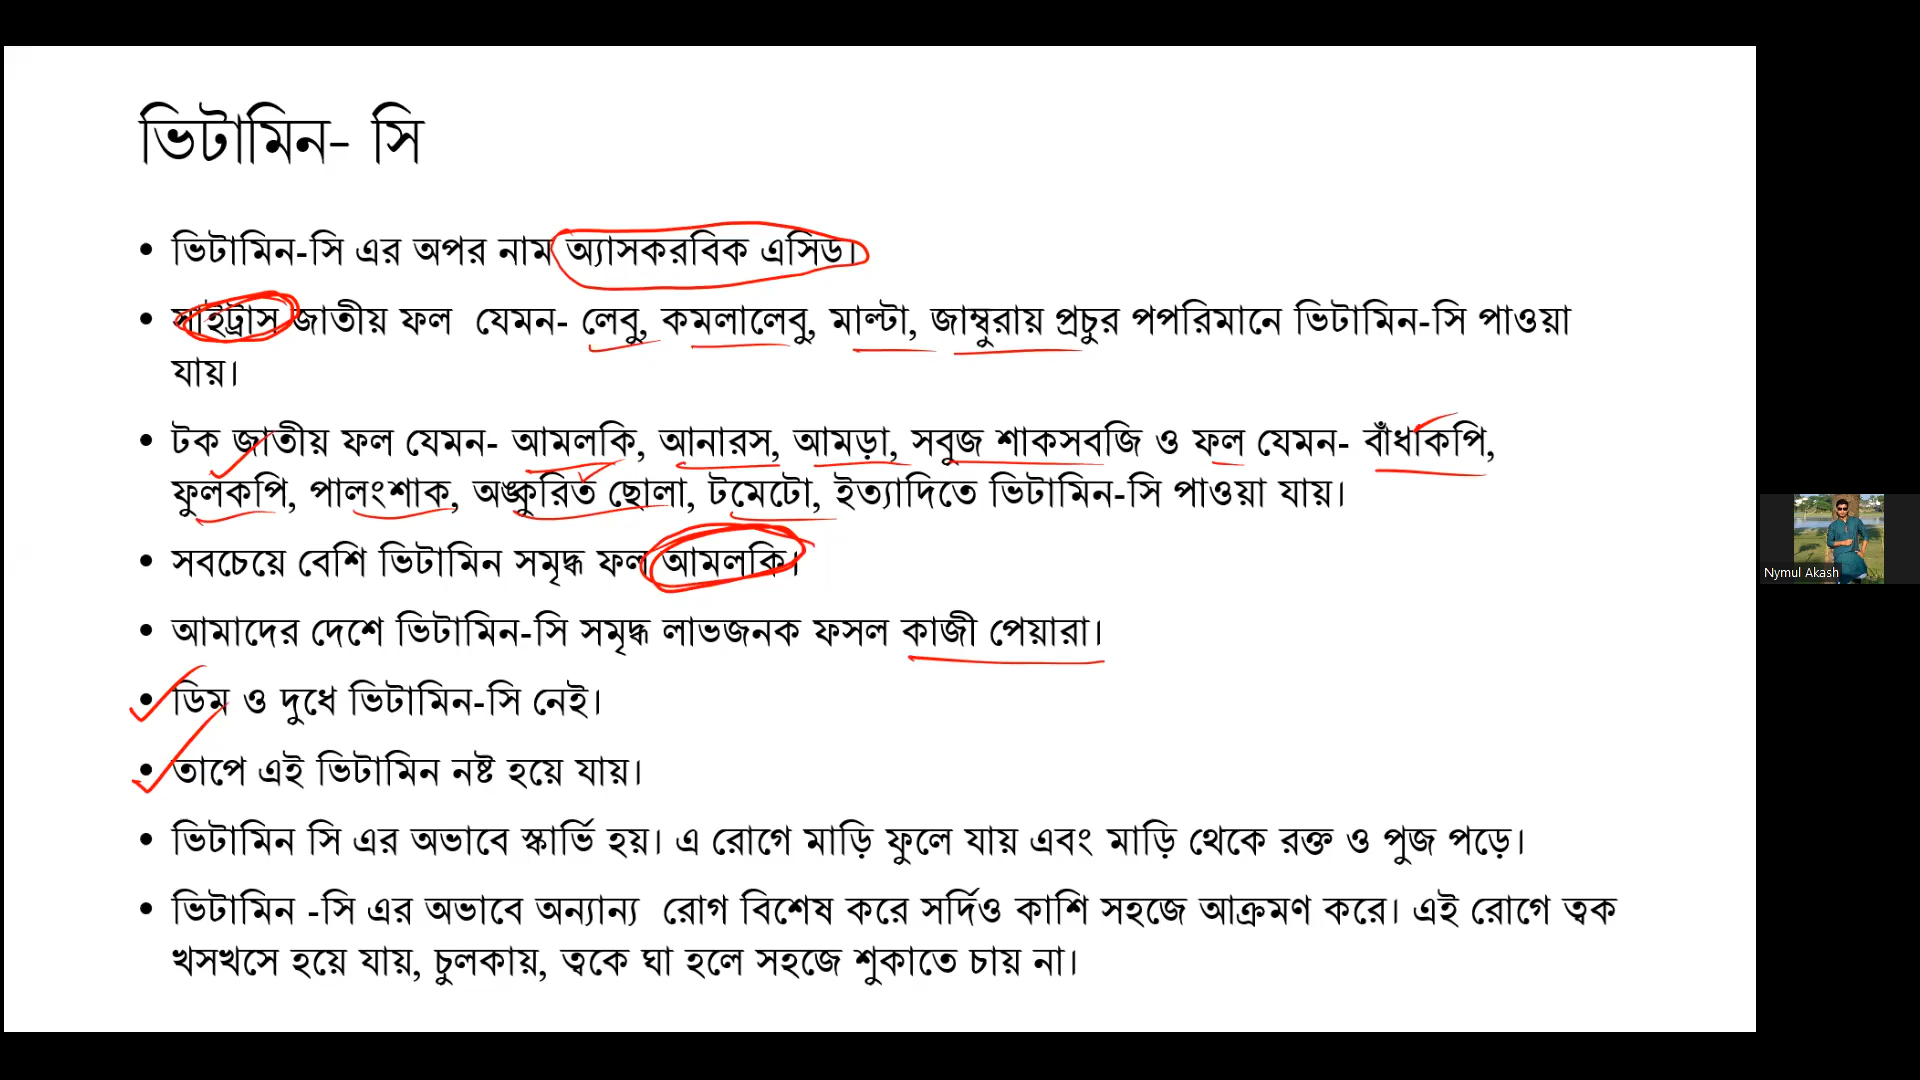 ভিটামিন- সি
• ভিটামিন-সি এর অপর নাম অ্যাসকরবিক এসিড।
• সাইট্রাস জাতীয় ফল যেমন- লেবু, কমলালেবু, মাল্টা, জাম্বুরায় প্রচুর পপরিমানে ভিটামিন-সি পাওয়া
যায়।
• টক জাতীয় ফল যেমন- আমলকি, আনারস, আমড়া, সবুজ শাকসবজি ও ফল যেমন- বাঁধাকপি,
ফুলকপি, পালংশাক, অঙ্কুরিত ছোলা, টমেটো, ইত্যাদিতে ভিটামিন-সি পাওয়া যায়।
• সবচেয়ে বেশি ভিটামিন সমৃদ্ধ ফল আমলকি।
• আমাদের দেশে ভিটামিন-সি সমৃদ্ধ লাভজনক ফসল কাজী পেয়ারা।
• ডিম ও দুধে ভিটামিন-সি নেই।
• তাপে এই ভিটামিন নষ্ট হয়ে যায়।
• ভিটামিন সি এর অভাবে স্কার্ভি হয়। এ রোগে মাড়ি ফুলে যায় এবং মাড়ি থেকে রক্ত ও পুজ পড়ে।
• ভিটামিন -সি এর অভাবে অন্যান্য রোগ বিশেষ করে সর্দিও কাশি সহজে আক্রমণ করে। এই রোগে ত্বক
খসখসে হয়ে যায়, চুলকায়, ত্বকে ঘা হলে সহজে শুকাতে চায় না।
Nymul Akash